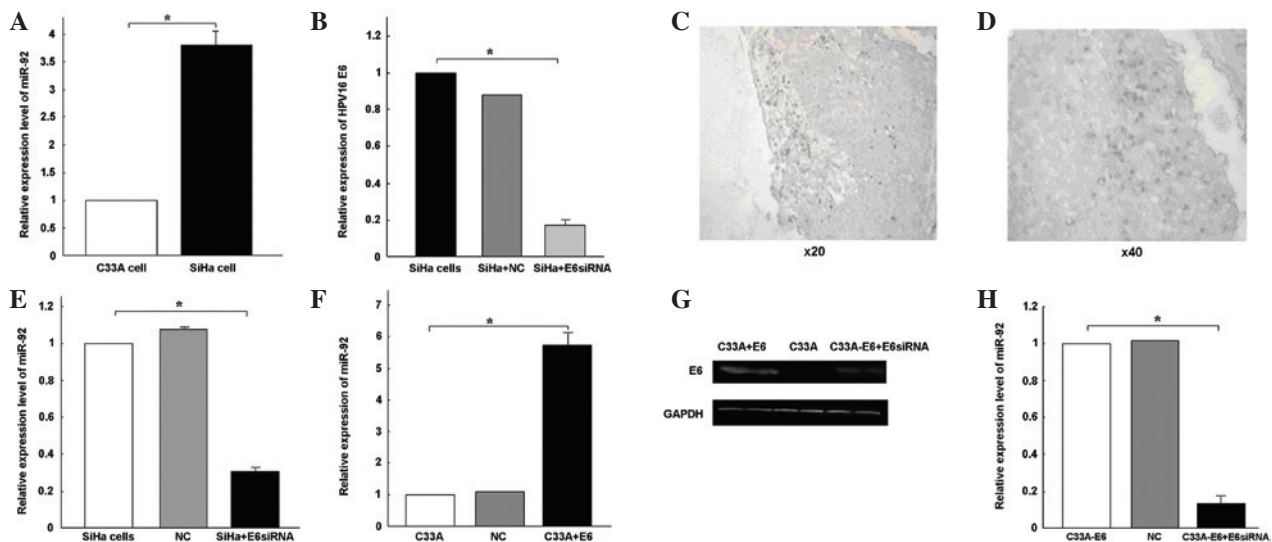 A
Relative expression level of miR-92
4
3.5
3
2.5
2
1.5
1
0.5
*
C33A cell
SiHa cell
B
Relative expression of HPV16 E6
1.2
1
0.8
0.6
0.4
0.2
0
*
SiHa cells
SiHa+NC
SiHa+E6siRNA
C
x20
D
x40
E
Relative expression level of miR-92
1.2
1
0.8
0.6
0.4
0.2
0
*
SiHa cells
NC
SiHa+E6siRNA
F
Relative expression of miR-92
7
6
5
4
3
2
1
0
*
C33A
NC
C33A+E6
G
C33A+E6
C33A
C33A-E6+E6siRNA
E6
GAPDH
H
Relative expression level of miR-92
1.2
1
0.8
0.6
0.4
0.2
0
*
C33A-E6
NC
C33A-E6+E6siRNA